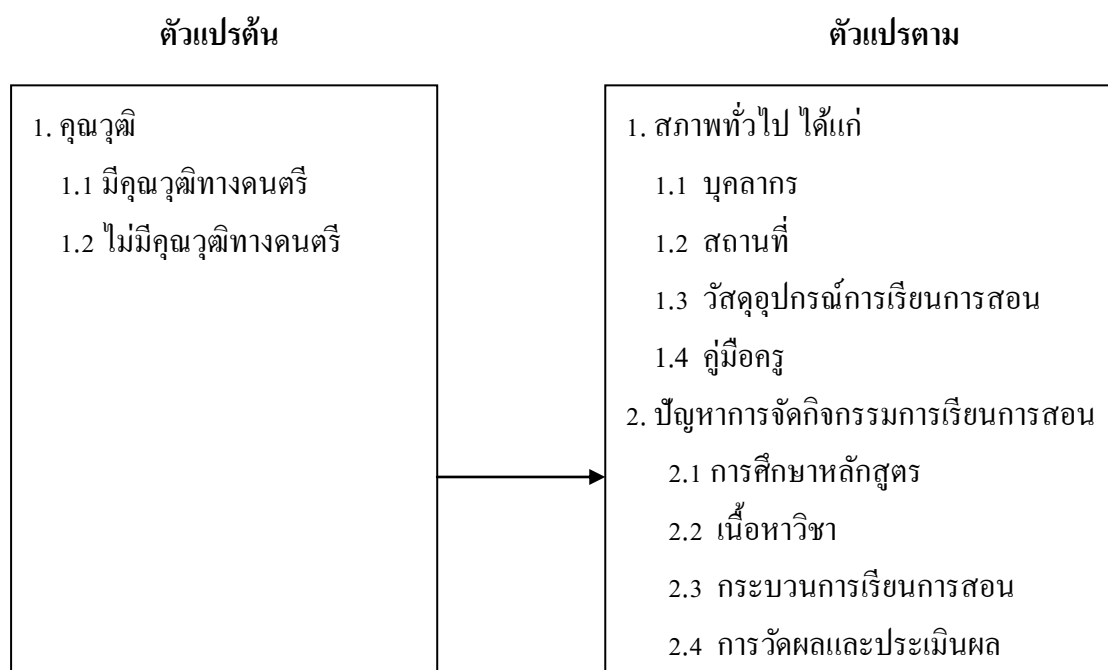 ตัวแปรต้น
ตัวแปรตาม
1. คุณวุฒิ
1.1 มีคุณวุฒิทางดนตรี
1.2 ไม่มีคุณวุฒิทางดนตรี
1. สภาพทั่วไป ได้แก่
1.1 บุคลากร
1.2 สถานที่
1.3 วัสดุอุปกรณ์การเรียนการสอน
1.4 คู่มือครู
2. ปัญหาการจัดกิจกรรมการเรียนการสอน
2.1 การศึกษาหลักสูตร
2.2 เนื้อหาวิชา
2.3 กระบวนการเรียนการสอน
2.4 การวัดผลและประเมินผล